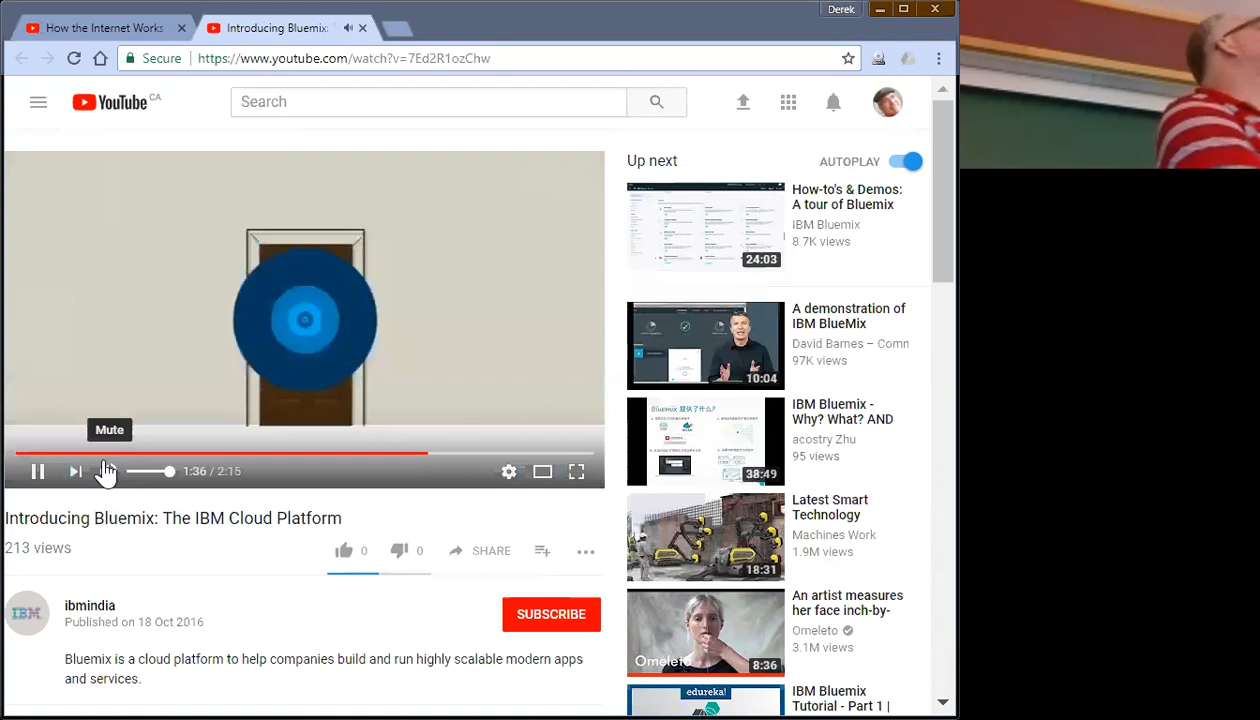 Derek
How the Internet Works
Introducing Bluemix:
Secure
https://www.youtube.com/watch?v=7Ed2R1ozChw
YouTube CA
Search
Up next
AUTOPLAY
How-to's & Demos:
A tour of Bluemix
IBM Bluemix
8.7K views
24:03
A demonstration of
IBM BlueMix
David Barnes – Comn
97K views
10:04
IBM Bluemix -
Why? What? AND
acostry Zhu
95 views
38:49
Latest Smart
Technology
Machines Work
1.9M views
18:31
An artist measures
her face inch-by-
Omeleto
3.1M views
Omeleto
8:36
IBM Bluemix
Tutorial - Part 1 |
edureka!
Mute
1:36 / 2:15
Introducing Bluemix: The IBM Cloud Platform
213 views
0
0
SHARE
IBM
ibmindia
Published on 18 Oct 2016
SUBSCRIBE
Bluemix is a cloud platform to help companies build and run highly scalable modern apps
and services.